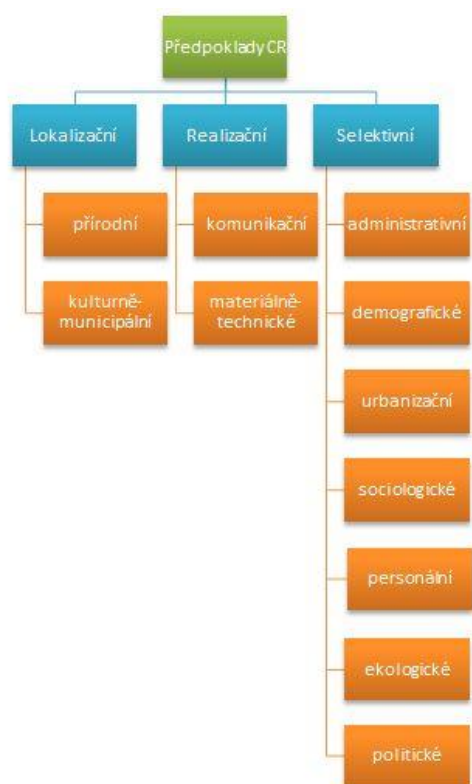 Předpoklady CR
Lokalizační
Realizační
Selektivní
přírodní
komunikační
administrativní
kulturně-
municipální
materiálně-
technické
demografické
urbanizační
sociologické
personální
ekologické
politické